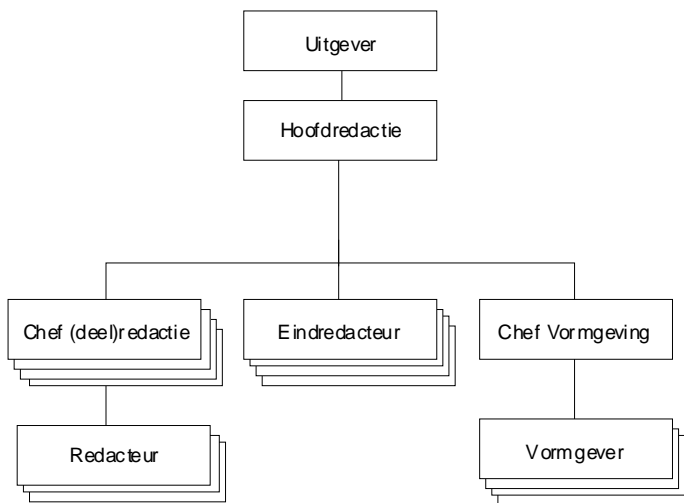 Uitgever
Hoofdredactie
Chef (deel)redactie
Eindredacteur
Chef Vormgeving
Redacteur
Vormgever